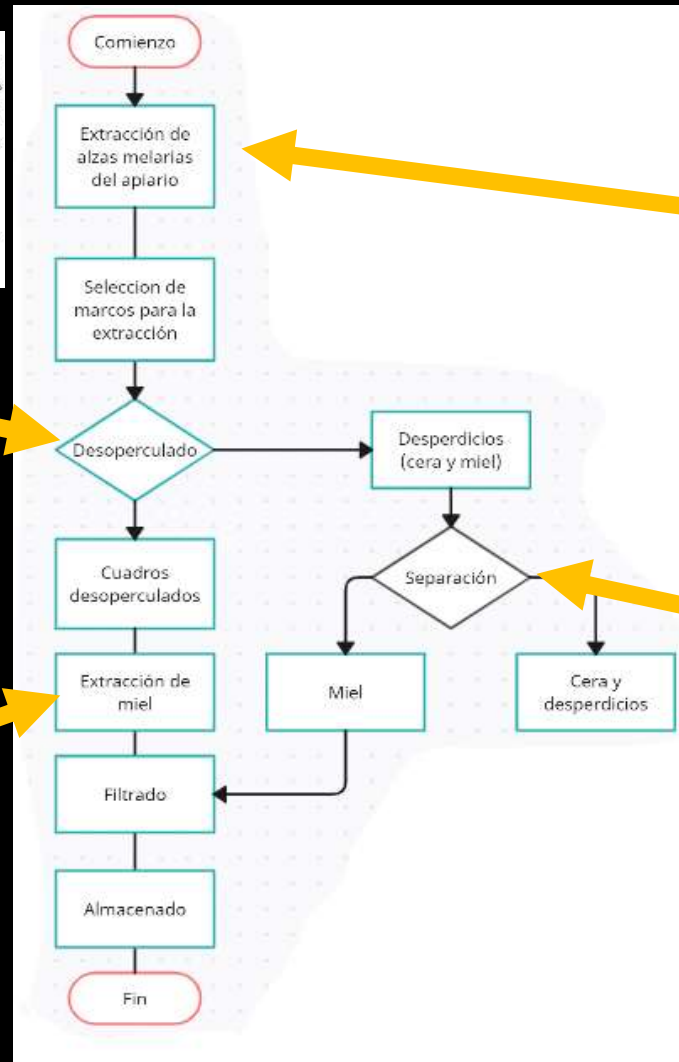 Comienzo
Extracción de
alzas melarias
del apiario
Seleccion de
marcos para la
extracción
Desoperculado
Desperdicios
(cera y miel)
Cuadros
desoperculados
Separación
Extracción de
miel
Miel
Cera y
desperdicios
Filtrado
Almacenado
Fin